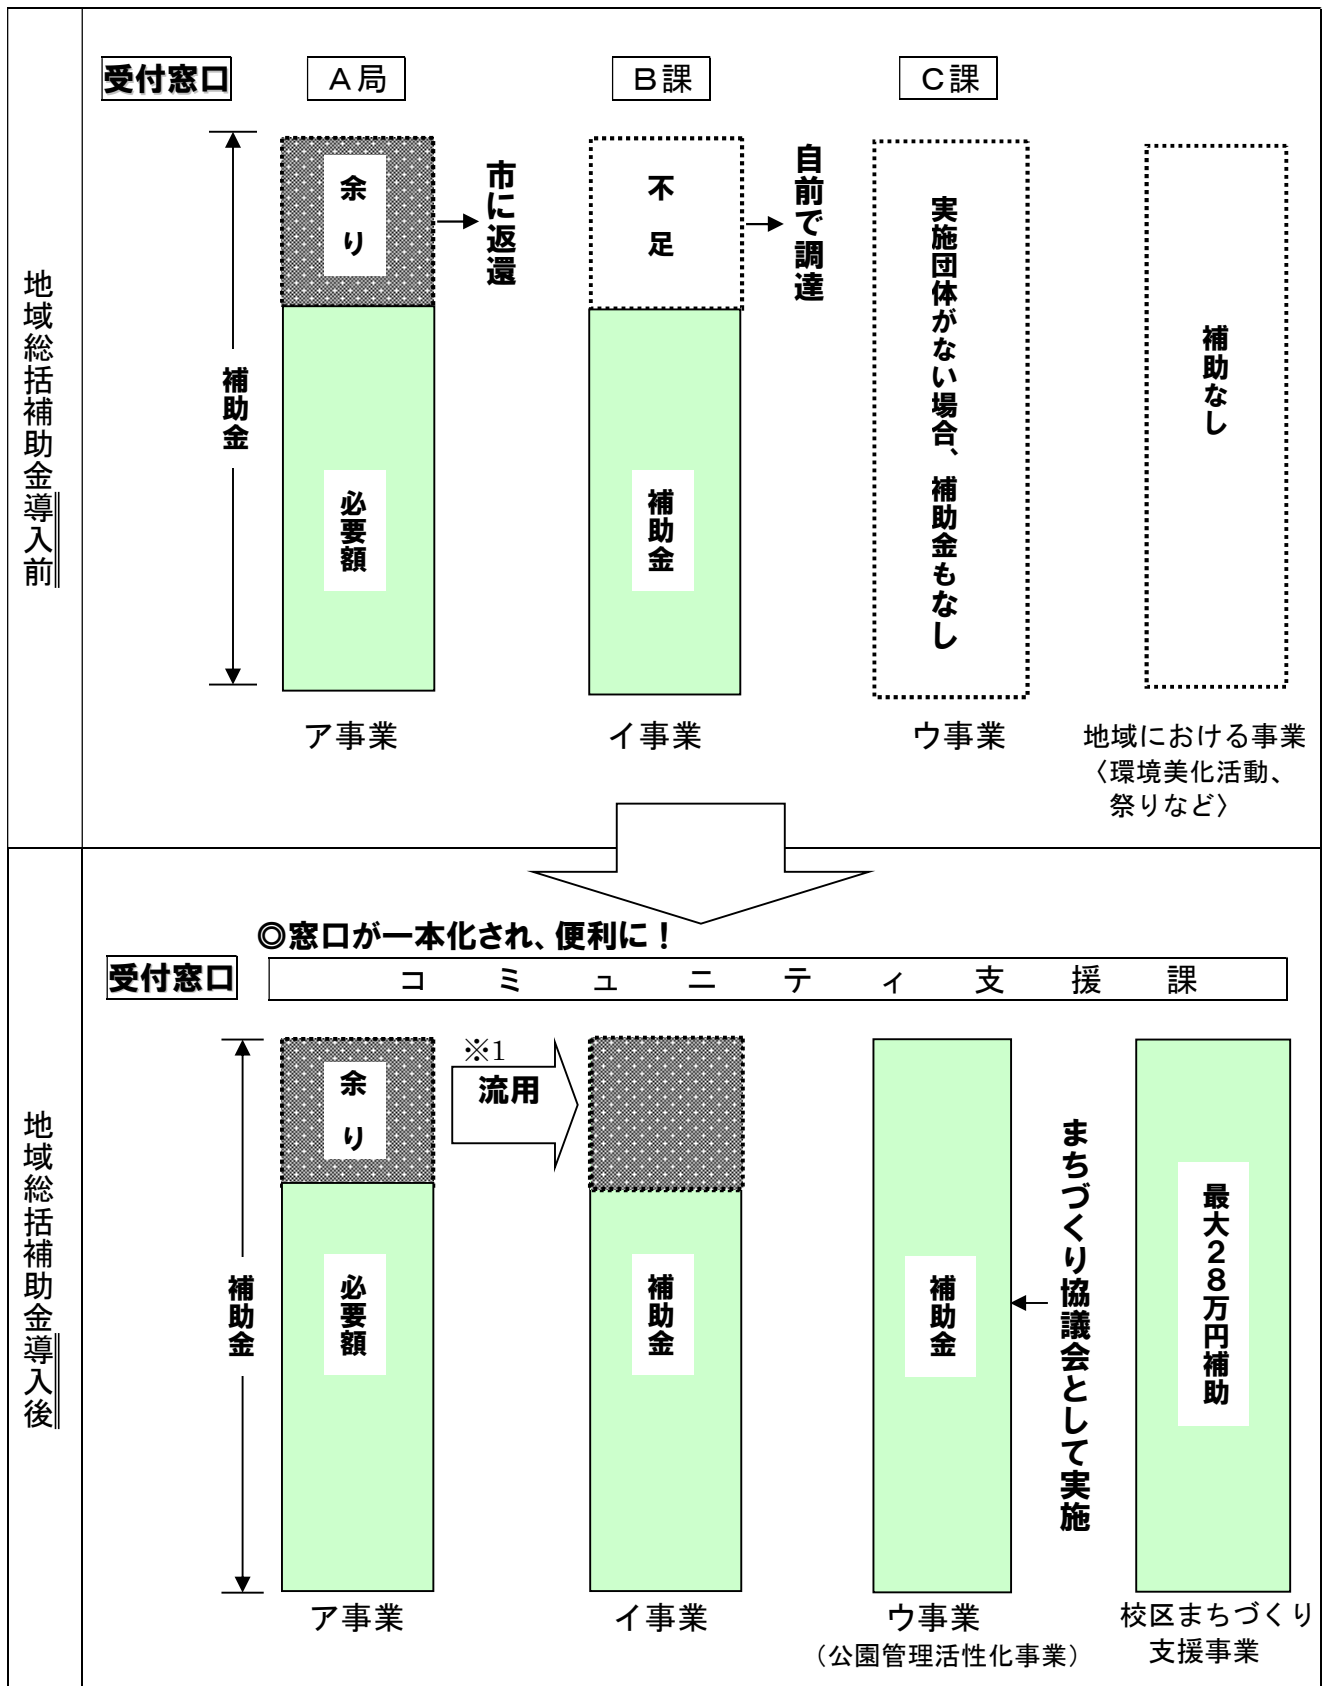 地域総括補助金導入前
受付窓口
A局
B課
C課
余り
市に返還
不足
自前で調達
実施団体がない場合、補助金もなし
補助なし
補助金
必要額
補助金
ア事業
イ事業
ウ事業
地域における事業
〈環境美化活動、
祭りなど〉
地域総括補助金導入後
◎窓口が一本化され、便利に！
受付窓口
コミュニティ支援課
余り
※1
流用
まちづくり協議会として実施
最大28万円補助
補助金
必要額
補助金
補助金
ア事業
イ事業
ウ事業
（公園管理活性化事業）
校区まちづくり
支援事業